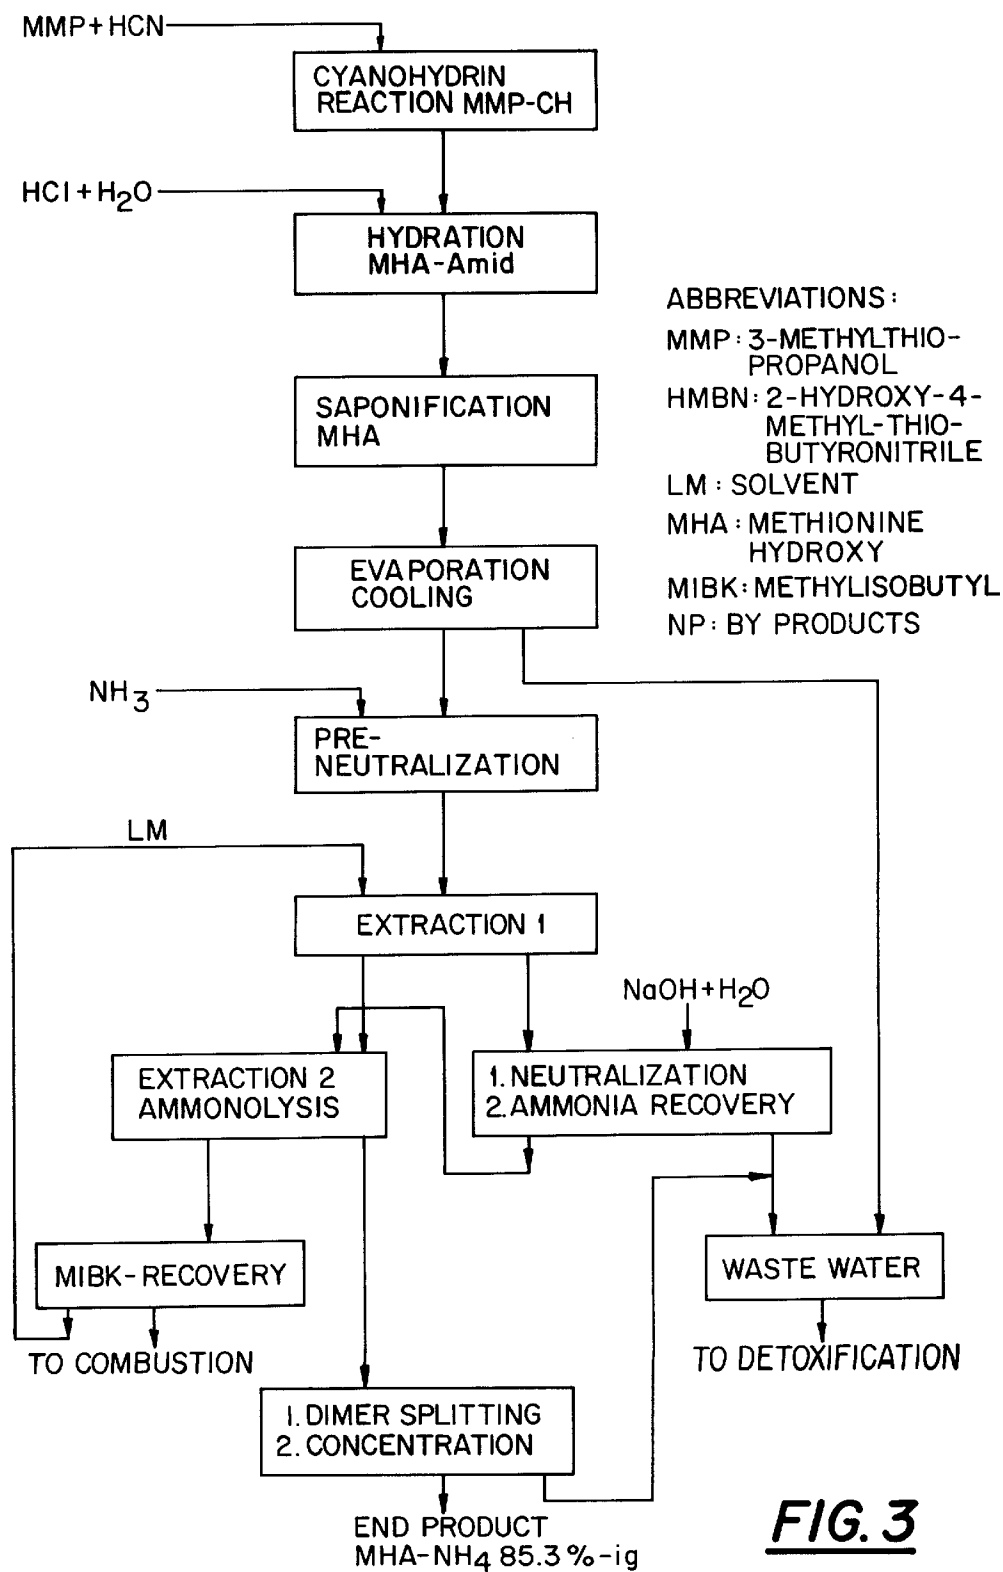 MMP+HCN
CYANOHYDRIN
REACTION MMP-CH
HCl+H2O
HYDRATION
MHA-Amid
ABBREVIATIONS:
MMP: 3-METHYLTHIO-
PROPANOL
HMBN: 2-HYDROXY-4-
METHYL-THIO-
BUTYRONITRILE
LM: SOLVENT
MHA: METHIONINE
HYDROXY
MIBK: METHYLISOBUTYL
NP: BY PRODUCTS
SAPONIFICATION
MHA
EVAPORATION
COOLING
NH3
PRE-
NEUTRALIZATION
LM
EXTRACTION 1
NaOH+H2O
EXTRACTION 2
AMMONOLYSIS
1. NEUTRALIZATION
2. AMMONIA RECOVERY
MIBK-RECOVERY
WASTE WATER
TO COMBUSTION
TO DETOXIFICATION
1. DIMER SPLITTING
2. CONCENTRATION
END PRODUCT
MHA-NH4 85.3%-ig
FIG. 3